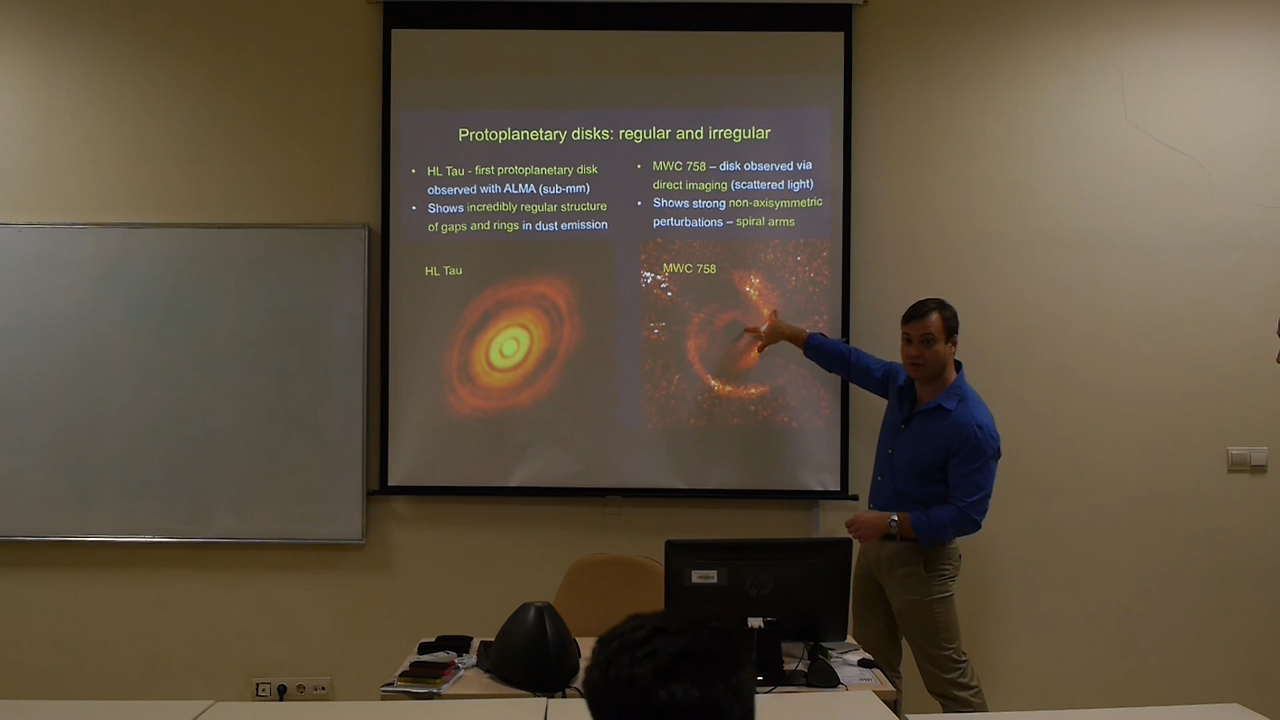 Protoplanetary disks: regular and irregular
• HL Tau - first protoplanetary disk
observed with ALMA (sub-mm)
• Shows incredibly regular structure
of gaps and rings in dust emission
• MWC 758 – disk observed via
direct imaging (scattered light)
• Shows strong non-axisymmetric
perturbations – spiral arms
HL Tau
MWC 758
hp